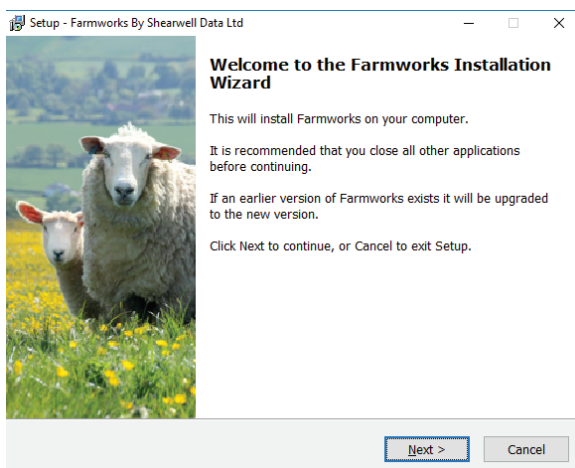 Setup - Farmworks By Shearwell Data Ltd
Welcome to the Farmworks Installation
Wizard
This will install Farmworks on your computer.
It is recommended that you close all other applications
before continuing.
If an earlier version of Farmworks exists it will be upgraded
to the new version.
Click Next to continue, or Cancel to exit Setup.
Next >
Cancel